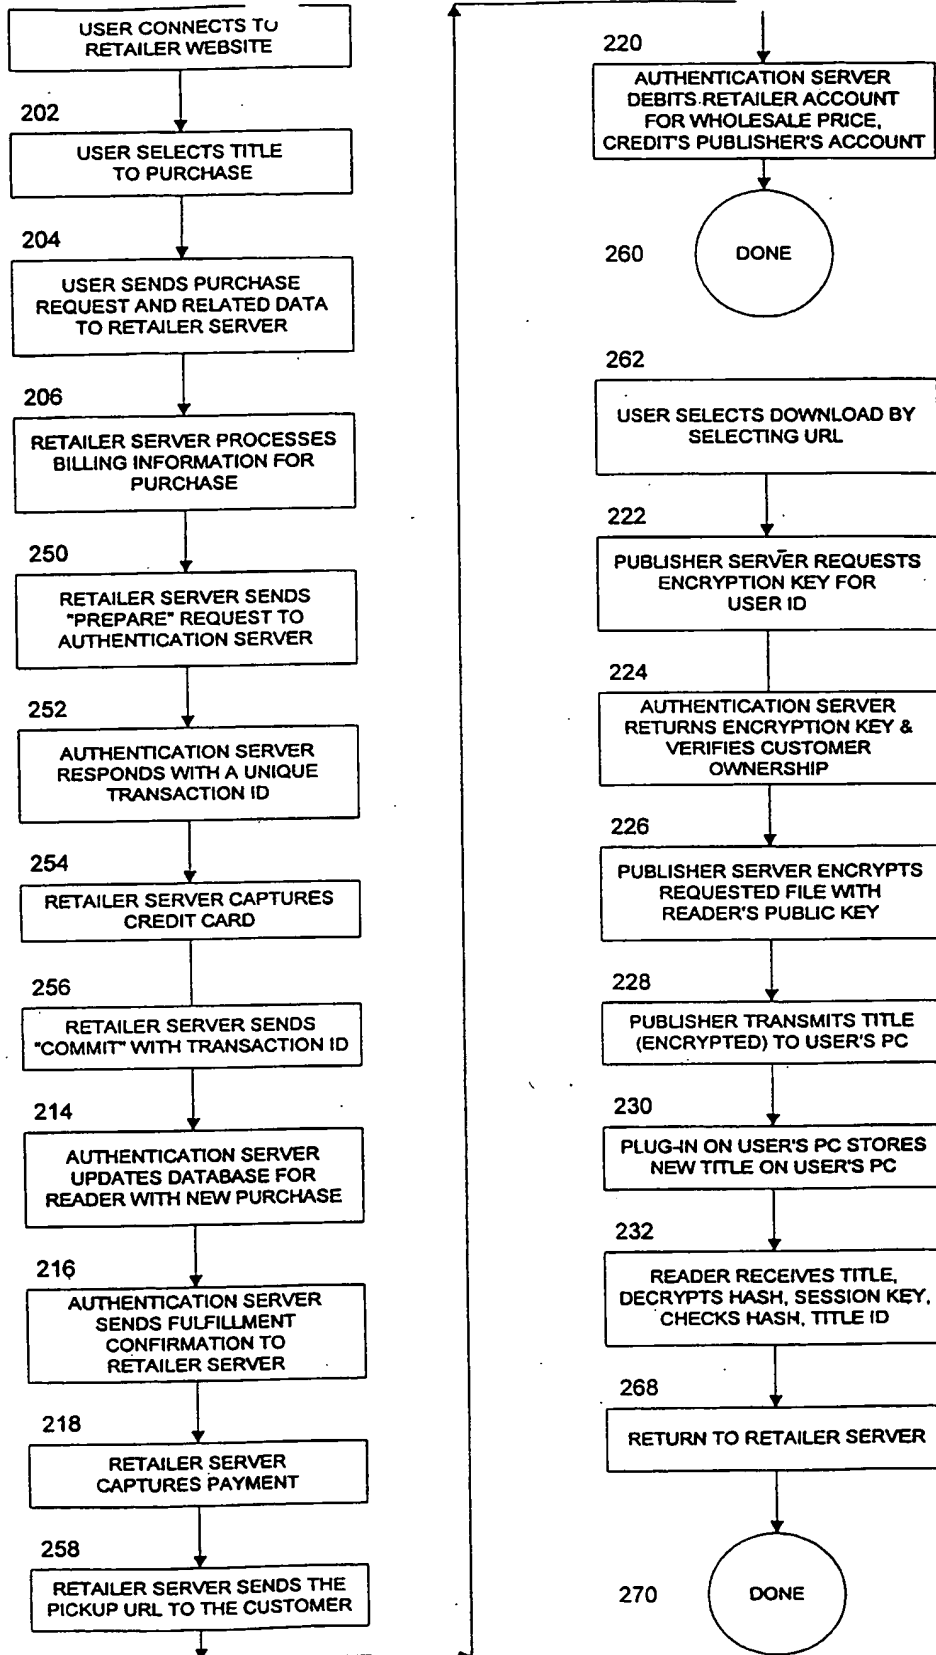 USER CONNECTS TO
RETAILER WEBSITE
202
USER SELECTS TITLE
TO PURCHASE
204
USER SENDS PURCHASE
REQUEST AND RELATED DATA
TO RETAILER SERVER
206
RETAILER SERVER PROCESSES
BILLING INFORMATION FOR
PURCHASE
250
RETAILER SERVER SENDS
"PREPARE" REQUEST TO
AUTHENTICATION SERVER
252
AUTHENTICATION SERVER
RESPONDS WITH A UNIQUE
TRANSACTION ID
254
RETAILER SERVER CAPTURES
CREDIT CARD
256
RETAILER SERVER SENDS
"COMMIT" WITH TRANSACTION ID
214
AUTHENTICATION SERVER
UPDATES DATABASE FOR
READER WITH NEW PURCHASE
216
AUTHENTICATION SERVER
SENDS FULFILLMENT
CONFIRMATION TO
RETAILER SERVER
218
RETAILER SERVER
CAPTURES PAYMENT
258
RETAILER SERVER SENDS THE
PICKUP URL TO THE CUSTOMER
220
AUTHENTICATION SERVER
DEBITS RETAILER ACCOUNT
FOR WHOLESALE PRICE,
CREDIT'S PUBLISHER'S ACCOUNT
260
DONE
262
USER SELECTS DOWNLOAD BY
SELECTING URL
222
PUBLISHER SERVER REQUESTS
ENCRYPTION KEY FOR
USER ID
224
AUTHENTICATION SERVER
RETURNS ENCRYPTION KEY &
VERIFIES CUSTOMER
OWNERSHIP
226
PUBLISHER SERVER ENCRYPTS
REQUESTED FILE WITH
READER'S PUBLIC KEY
228
PUBLISHER TRANSMITS TITLE
(ENCRYPTED) TO USER'S PC
230
PLUG-IN ON USER'S PC STORES
NEW TITLE ON USER'S PC
232
READER RECEIVES TITLE,
DECRYPTS HASH, SESSION KEY,
CHECKS HASH, TITLE ID
268
RETURN TO RETAILER SERVER
270
DONE